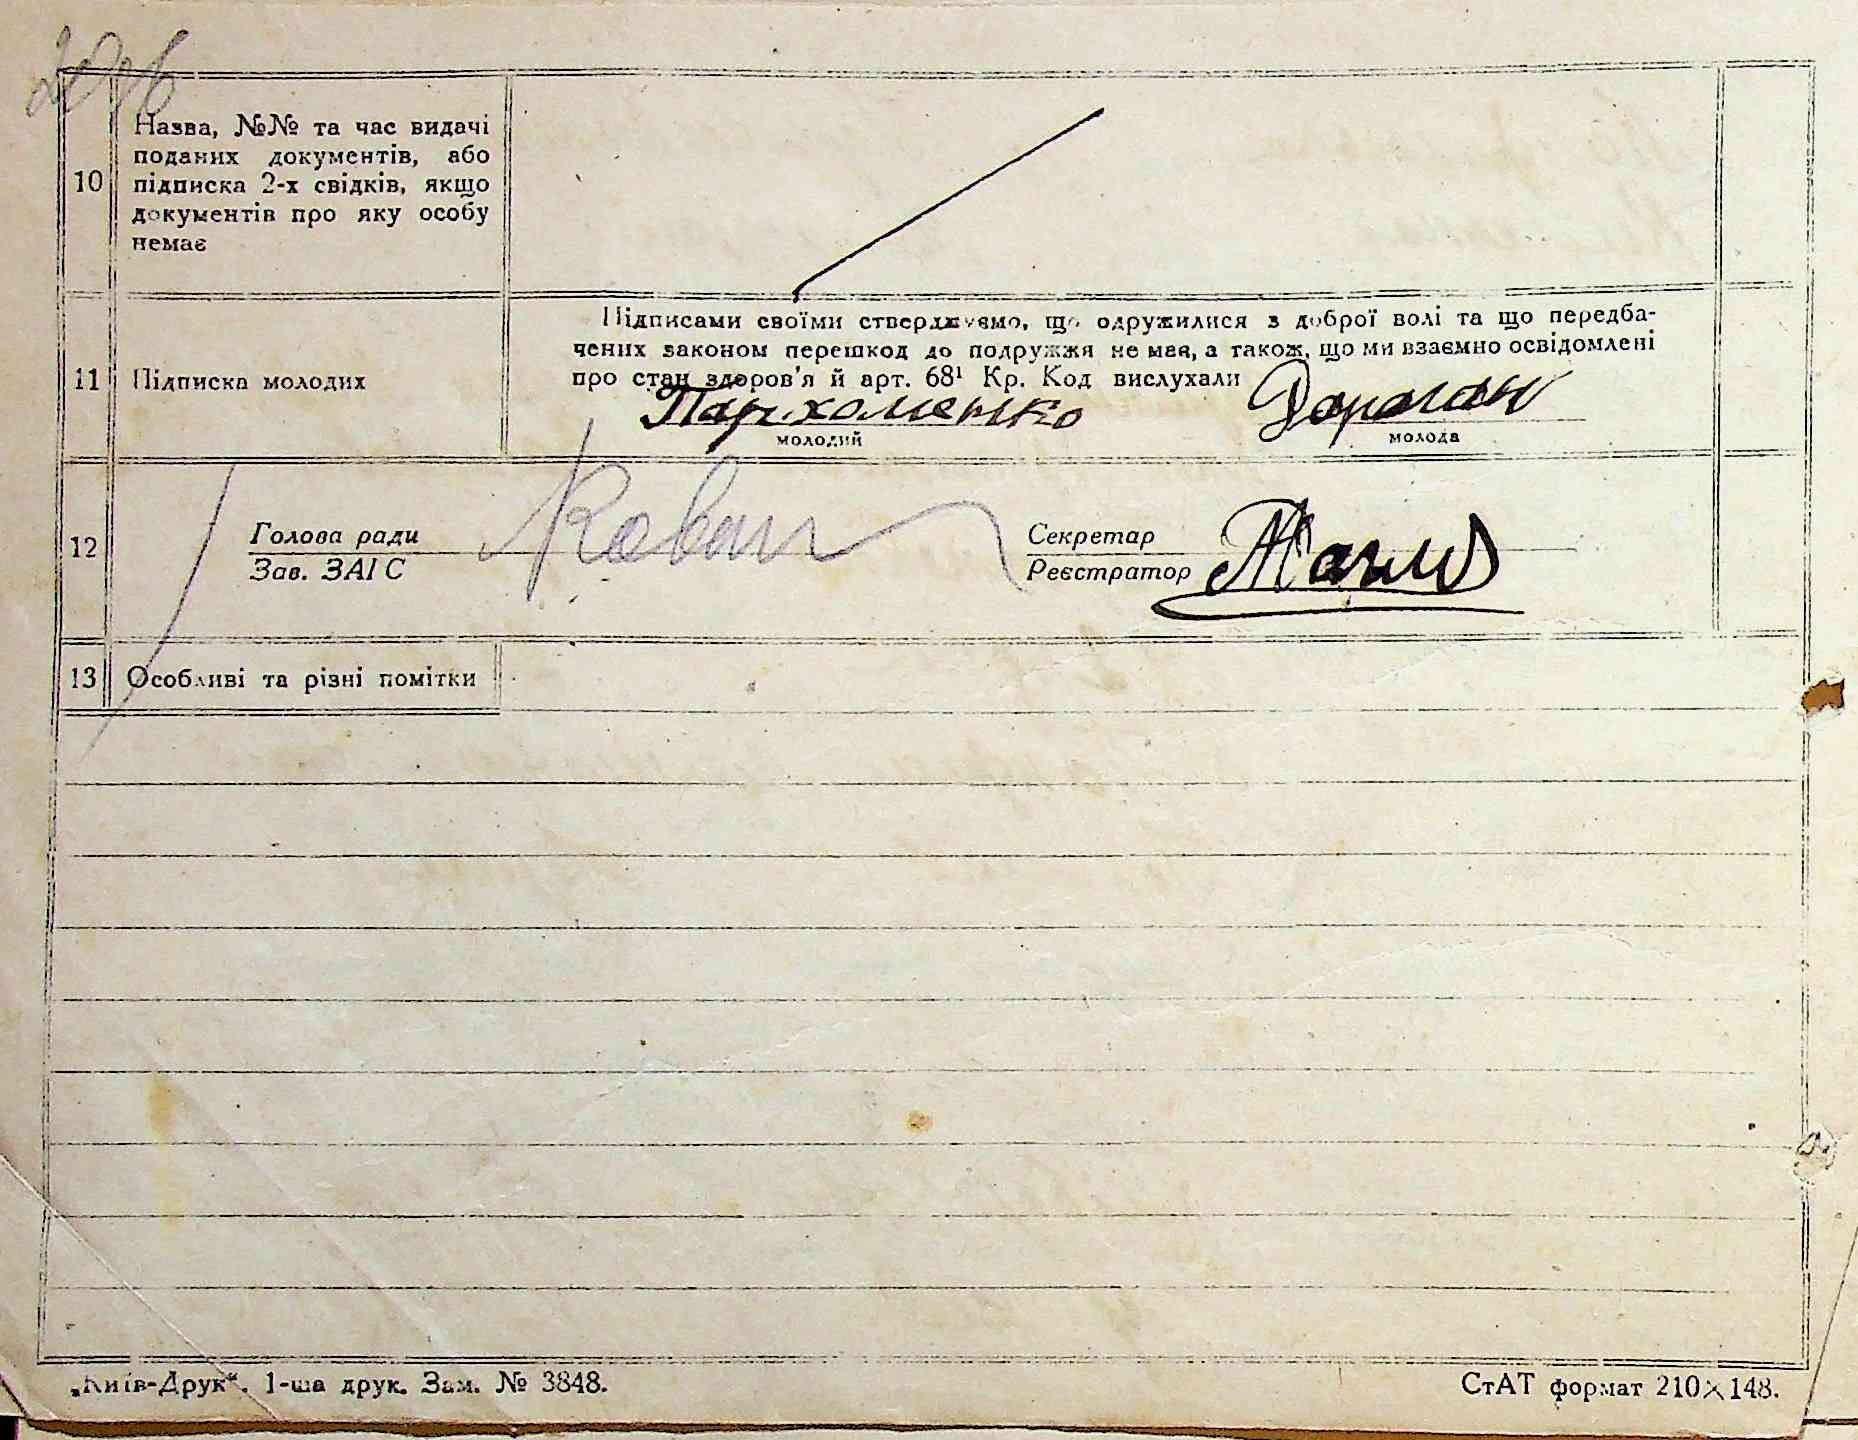 10
Назва, №№ та час видачі
поданих документів, або
підписка 2-х свідків, якщо
документів про яку особу
немає
11
Підписка молодих
Підписами своїми стверджуємо, що одружилися з доброї волі та що передба-
чених законом перешкод до подружжя не мав, а також, що ми взаємно освідомлені
про стан здоров'я й арт. 68¹ Кр. Код вислухали
Пархоменко
Дороган
молодий
молода
12
Голова ради
Зав. ЗАГС
Секретар
Реєстратор
13
Особливі та різні помітки
„Київ-Друк“. 1-ша друк. Зам. № 3848.
СтАТ формат 210×148.